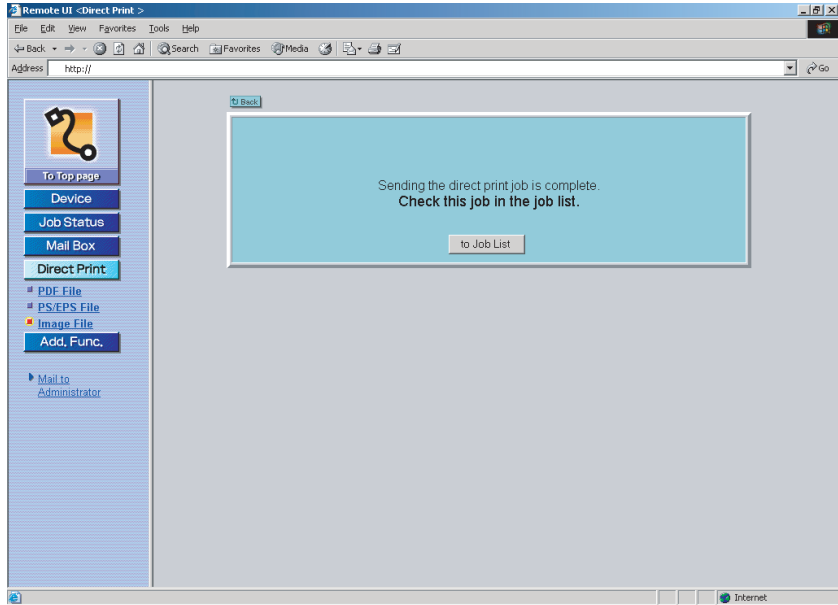 Remote UI <Direct Print >
File Edit View Favorites Tools Help
Back Search Favorites Media
Address http:// Go
Back
To Top page
Device
Job Status
Mail Box
Direct Print
PDF File
PS/EPS File
Image File
Add. Func.
Mail to
Administrator
Sending the direct print job is complete.
Check this job in the job list.
to Job List
Internet